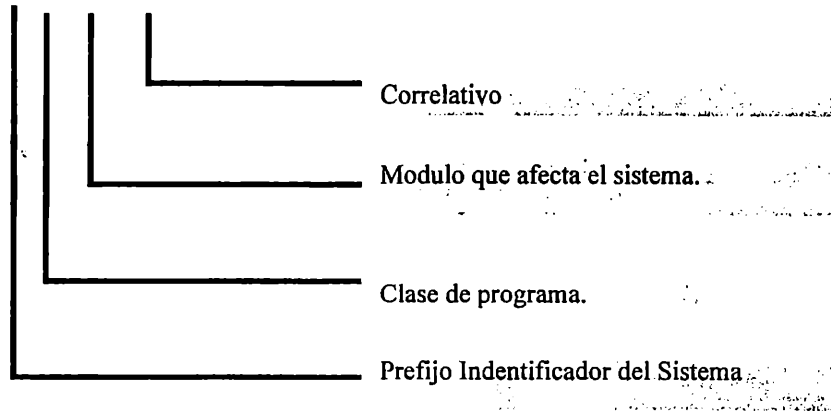 Correlativo
Modulo que afecta el sistema.
Clase de programa.
Prefijo Indentificador del Sistema